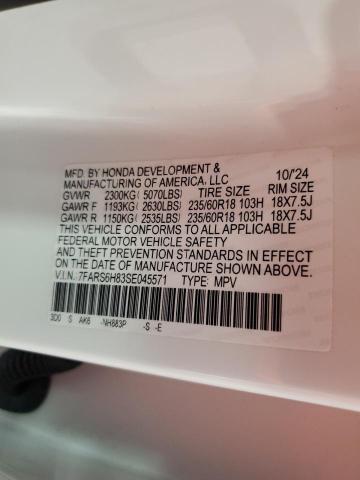 MFD. BY HONDA DEVELOPMENT & 10/24
MANUFACTURING OF AMERICA, LLC
GVWR 2300KG( 5070LBS) TIRE SIZE RIM SIZE
GAWR F 1193KG( 2630LBS) 235/60R18 103H 18X7.5J
GAWR R 1150KG( 2535LBS) 235/60R18 103H 18X7.5J
THIS VEHICLE CONFORMS TO ALL APPLICABLE
FEDERAL MOTOR VEHICLE SAFETY
AND THEFT PREVENTION STANDARDS IN EFFECT
ON THE DATE OF MANUFACTURE SHOWN ABOVE.
V.I.N. 7FARS6H83SE045571 TYPE: MPV
3D0 -S AK6 -NH883P -S -E